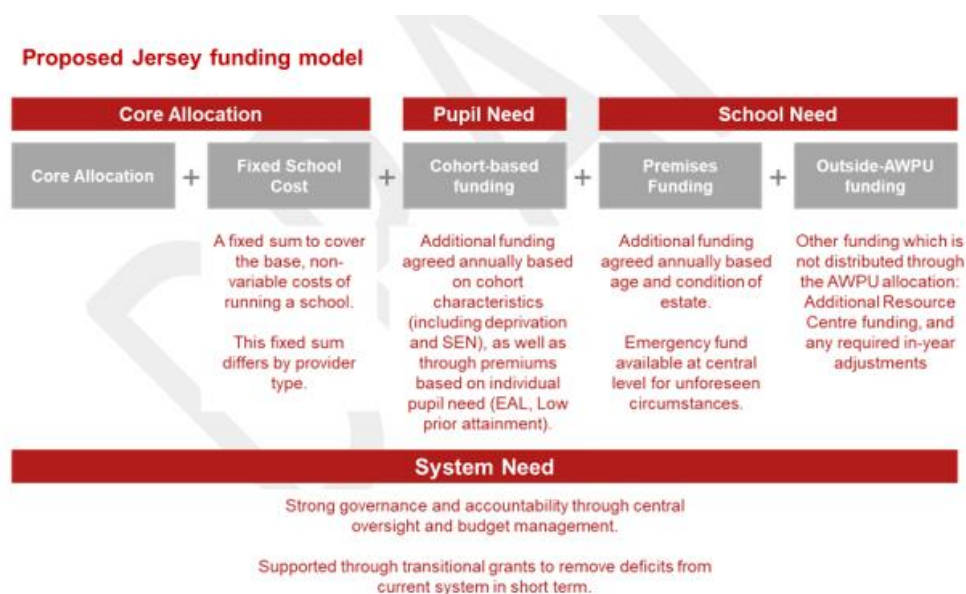 Proposed Jersey funding model
Core Allocation
Pupil Need
School Need
Core Allocation
+
Fixed School
Cost
+
Cohort-based
funding
+
Premises
Funding
+
Outside-AWPU
funding
A fixed sum to cover
the base, non-
variable costs of
running a school.
This fixed sum
differs by provider
type.
Additional funding
agreed annually based
on cohort
characteristics
(including deprivation
and SEN), as well as
through premiums
based on individual
pupil need (EAL, Low
prior attainment).
Additional funding
agreed annually based
age and condition of
estate.
Emergency fund
available at central
level for unforeseen
circumstances.
Other funding which is
not distributed through
the AWPU allocation:
Additional Resource
Centre funding, and
any required in-year
adjustments
System Need
Strong governance and accountability through central
oversight and budget management.
Supported through transitional grants to remove deficits from
current system in short term.